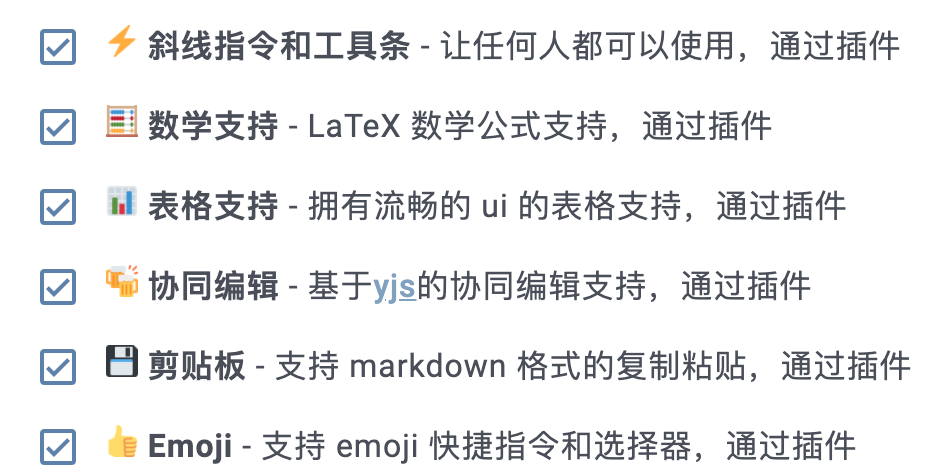 ⚡ 斜线指令和工具条 - 让任何人都可以使用，通过插件
🧮 数学支持 - LaTeX 数学公式支持，通过插件
📊 表格支持 - 拥有流畅的 ui 的表格支持，通过插件
🍻 协同编辑 - 基于yjs的协同编辑支持，通过插件
💾 剪贴板 - 支持 markdown 格式的复制粘贴，通过插件
👍 Emoji - 支持 emoji 快捷指令和选择器，通过插件